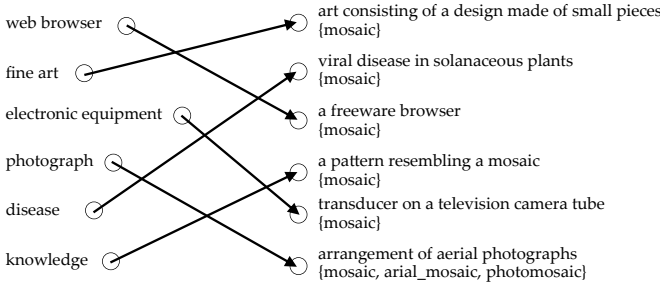 web browser
fine art
electronic equipment
photograph
disease
knowledge
art consisting of a design made of small pieces
{mosaic}
viral disease in solanaceous plants
{mosaic}
a freeware browser
{mosaic}
a pattern resembling a mosaic
{mosaic}
transducer on a television camera tube
{mosaic}
arrangement of aerial photographs
{mosaic, arial_mosaic, photomosaic}